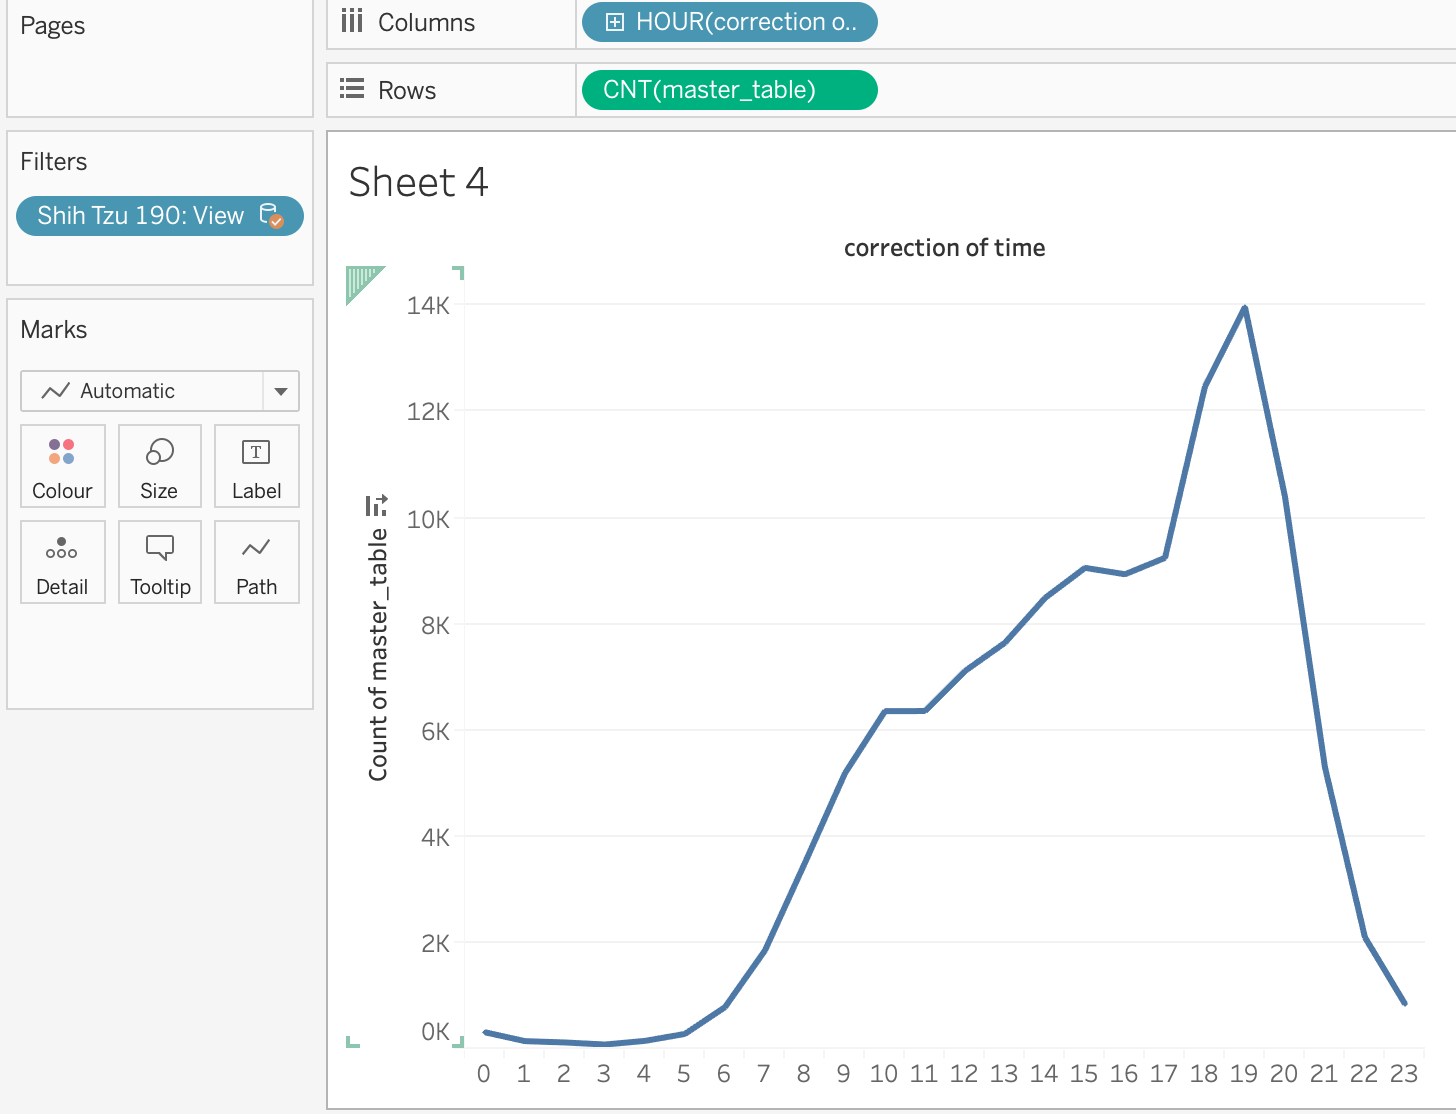 Pages
Columns
HOUR(correction o..
Rows
CNT(master_table)
Filters
Shih Tzu 190: View
Marks
Automatic
Colour
Size
T
Label
Detail
Tooltip
Path
Sheet 4
correction of time
Count of master_table
14K
12K
10K
8K
6K
4K
2K
0K
0 1 2 3 4 5 6 7 8 9 10 11 12 13 14 15 16 17 18 19 20 21 22 23